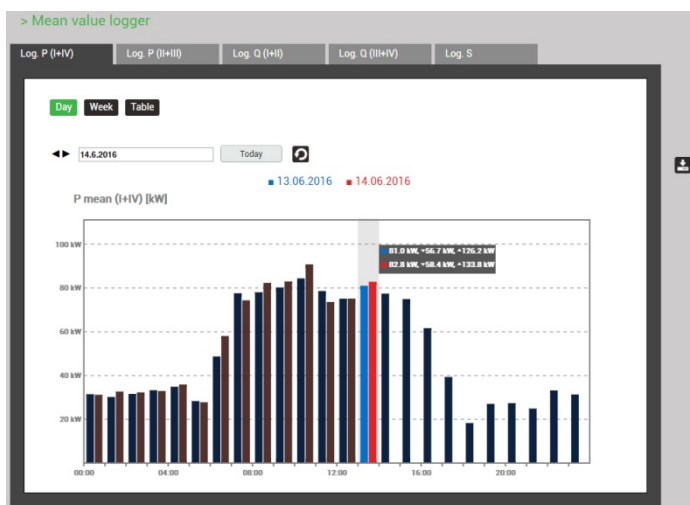 > Mean value logger
Log. P (I+IV) Log. P (II+III) Log. Q (I+II) Log. Q (III+IV) Log. S
Day Week Table
14.6.2016 Today
13.06.2016 14.06.2016
P mean (I+IV) [kW]
100 kW
81.0 kW, -56.7 kW, +126.2 kW
82.8 kW, -58.4 kW, +133.8 kW
80 kW
60 kW
40 kW
20 kW
00:00 04:00 08:00 12:00 16:00 20:00